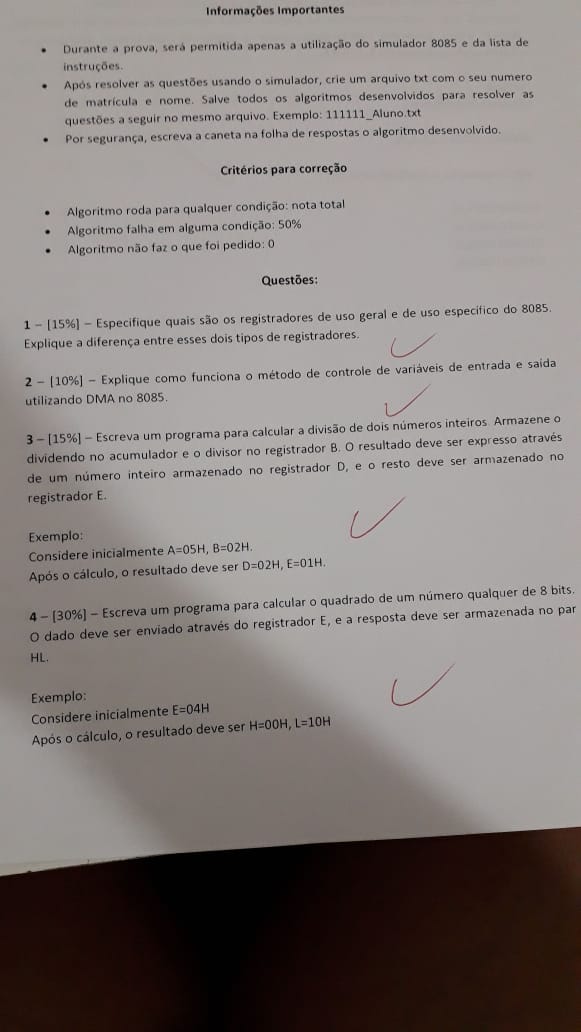 Informações Importantes
• Durante a prova, será permitida apenas a utilização do simulador 8085 e da lista de
instruções.
• Após resolver as questões usando o simulador, crie um arquivo txt com o seu numero
de matrícula e nome. Salve todos os algoritmos desenvolvidos para resolver as
questões a seguir no mesmo arquivo. Exemplo: 111111_Aluno.txt
• Por segurança, escreva a caneta na folha de respostas o algoritmo desenvolvido.
Critérios para correção
• Algoritmo roda para qualquer condição: nota total
• Algoritmo falha em alguma condição: 50%
• Algoritmo não faz o que foi pedido: 0
Questões:
1 – [15%] – Especifique quais são os registradores de uso geral e de uso específico do 8085.
Explique a diferença entre esses dois tipos de registradores.
2 – [10%] – Explique como funciona o método de controle de variáveis de entrada e saída
utilizando DMA no 8085.
3 – [15%] – Escreva um programa para calcular a divisão de dois números inteiros. Armazene o
dividendo no acumulador e o divisor no registrador B. O resultado deve ser expresso através
de um número inteiro armazenado no registrador D, e o resto deve ser armazenado no
registrador E.
Exemplo:
Considere inicialmente A=05H, B=02H.
Após o cálculo, o resultado deve ser D=02H, E=01H.
4 – [30%] – Escreva um programa para calcular o quadrado de um número qualquer de 8 bits.
O dado deve ser enviado através do registrador E, e a resposta deve ser armazenada no par
HL.
Exemplo:
Considere inicialmente E=04H
Após o cálculo, o resultado deve ser H=00H, L=10H